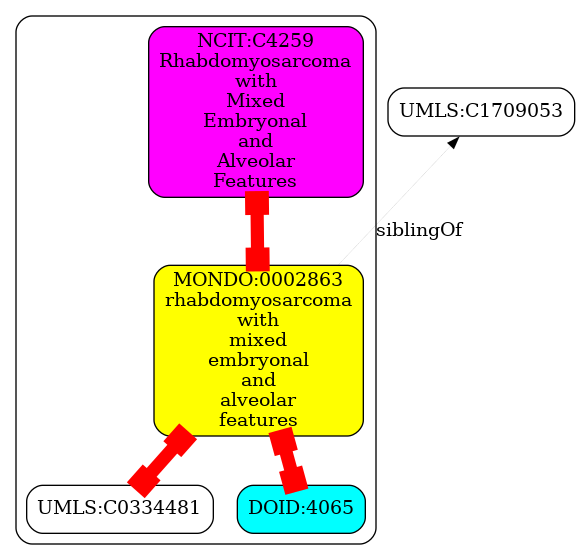 NCIT:C4259
Rhabdomyosarcoma
with
Mixed
Embryonal
and
Alveolar
Features
UMLS:C1709053
siblingOf
MONDO:0002863
rhabdomyosarcoma
with
mixed
embryonal
and
alveolar
features
UMLS:C0334481
DOID:4065